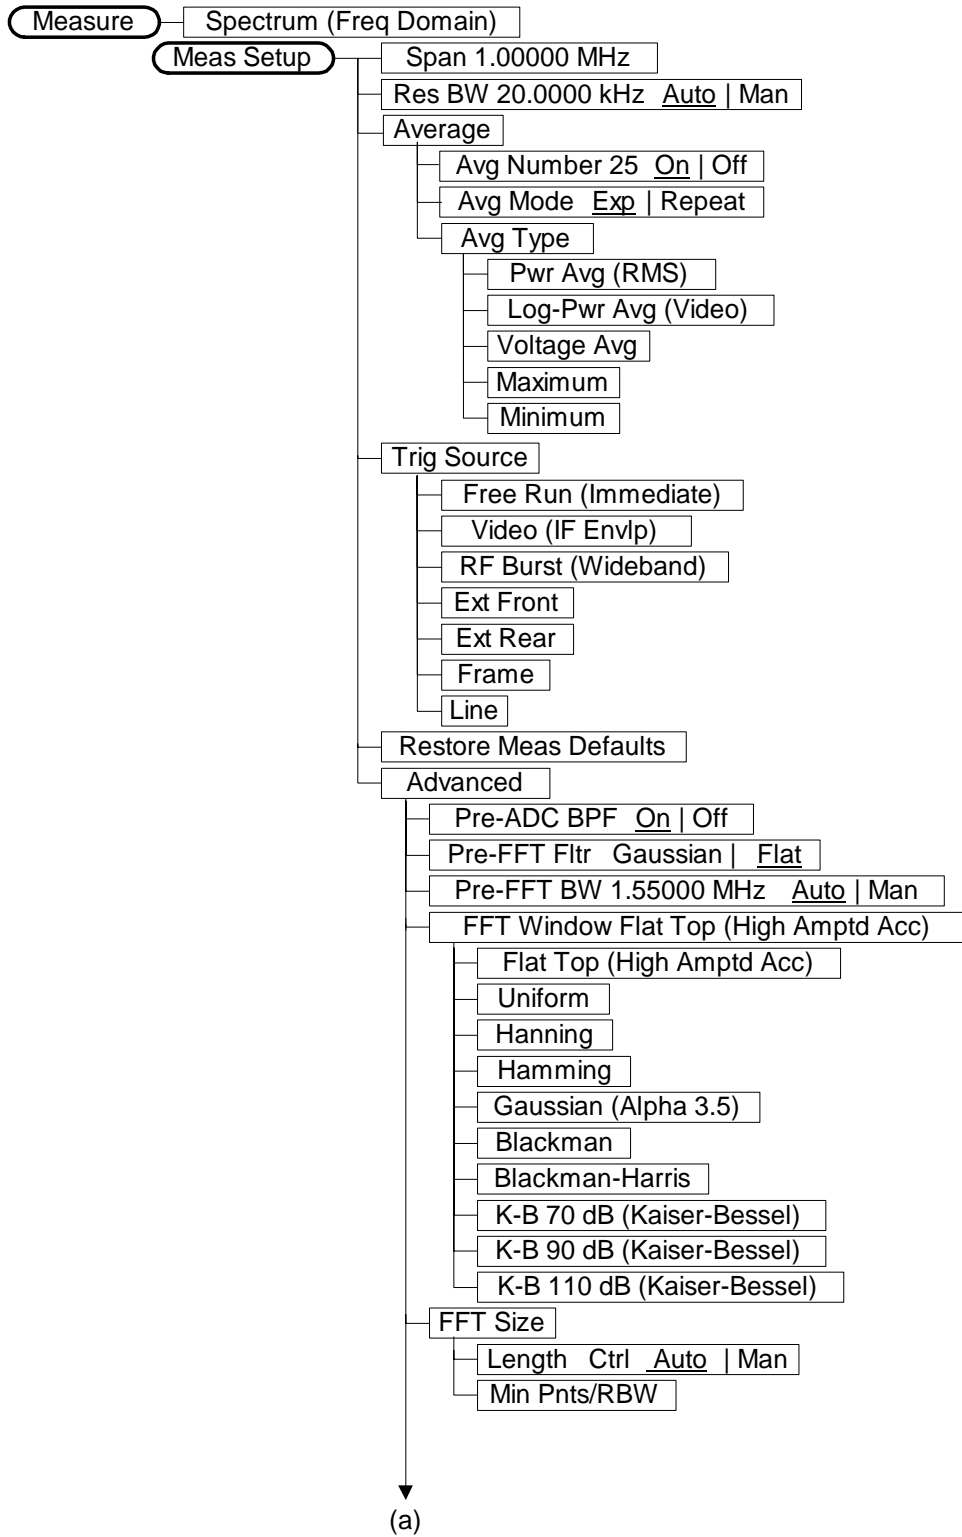 Measure
Spectrum (Freq Domain)
Meas Setup
Span 1.00000 MHz
Res BW 20.0000 kHz Auto | Man
Average
Avg Number 25 On | Off
Avg Mode Exp | Repeat
Avg Type
Pwr Avg (RMS)
Log-Pwr Avg (Video)
Voltage Avg
Maximum
Minimum
Trig Source
Free Run (Immediate)
Video (IF Envlp)
RF Burst (Wideband)
Ext Front
Ext Rear
Frame
Line
Restore Meas Defaults
Advanced
Pre-ADC BPF On | Off
Pre-FFT Fltr Gaussian | Flat
Pre-FFT BW 1.55000 MHz Auto | Man
FFT Window Flat Top (High Amptd Acc)
Flat Top (High Amptd Acc)
Uniform
Hanning
Hamming
Gaussian (Alpha 3.5)
Blackman
Blackman-Harris
K-B 70 dB (Kaiser-Bessel)
K-B 90 dB (Kaiser-Bessel)
K-B 110 dB (Kaiser-Bessel)
FFT Size
Length Ctrl Auto | Man
Min Pnts/RBW
(a)